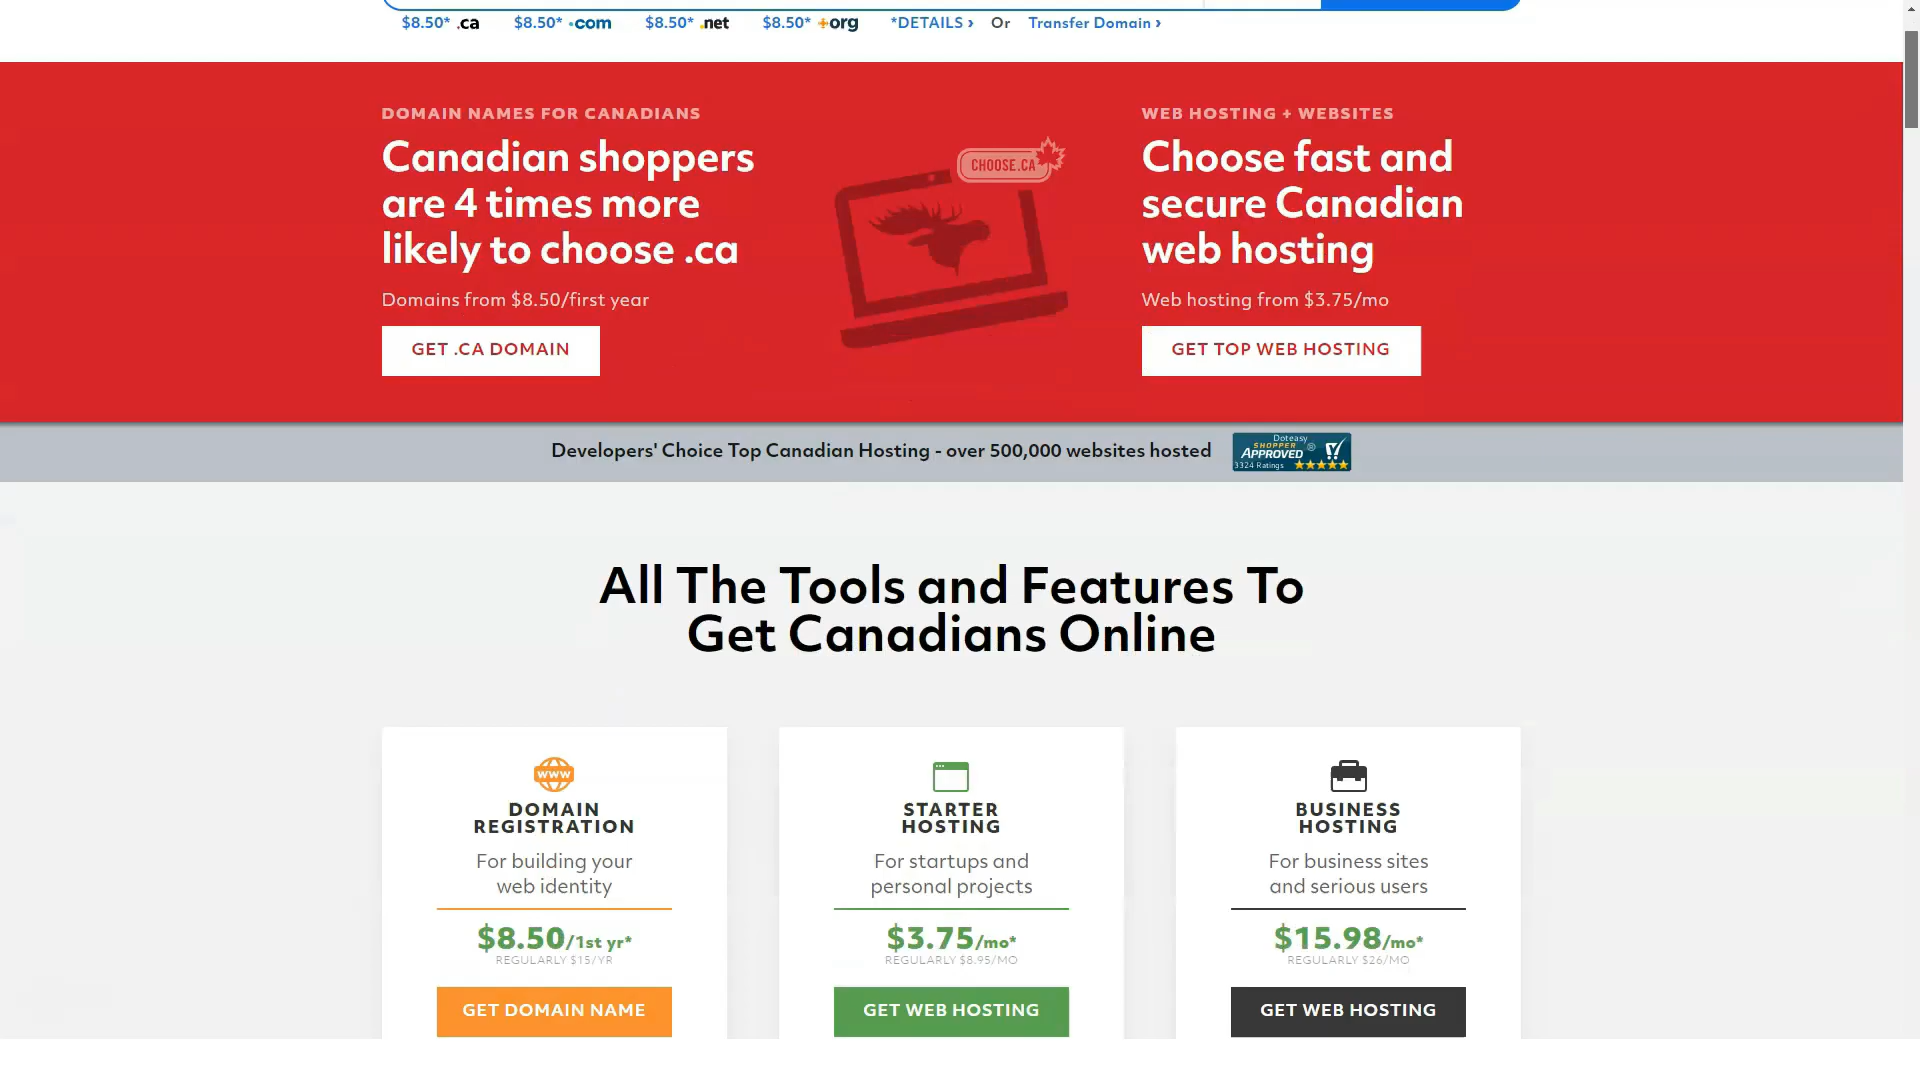 $8.50* .ca $8.50* .com $8.50* .net $8.50* org *DETAILS › Or Transfer Domain ›
DOMAIN NAMES FOR CANADIANS
Canadian shoppers
are 4 times more
likely to choose .ca
Domains from $8.50/first year
GET .CA DOMAIN
CHOOSE.CA
WEB HOSTING + WEBSITES
Choose fast and
secure Canadian
web hosting
Web hosting from $3.75/mo
GET TOP WEB HOSTING
Developers' Choice Top Canadian Hosting - over 500,000 websites hosted
Doteasy
SHOPPER
APPROVED®
3324 Ratings
All The Tools and Features To
Get Canadians Online
WWW
DOMAIN
REGISTRATION
For building your
web identity
$8.50/1st yr*
REGULARLY $15/YR
GET DOMAIN NAME
STARTER
HOSTING
For startups and
personal projects
$3.75/mo*
REGULARLY $8.95/MO
GET WEB HOSTING
BUSINESS
HOSTING
For business sites
and serious users
$15.98/mo*
REGULARLY $26/MO
GET WEB HOSTING